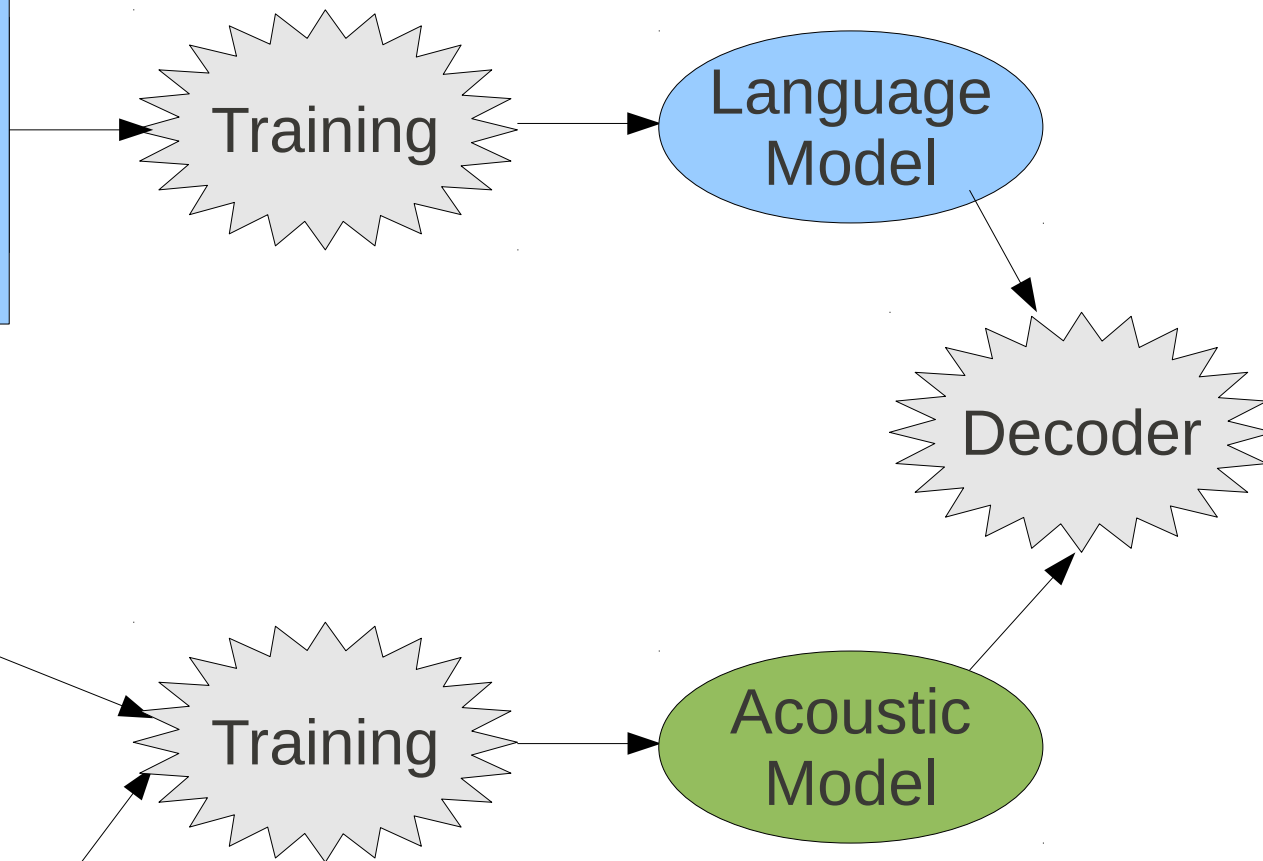 Training
Language
Model
Decoder
Training
Acoustic
Model